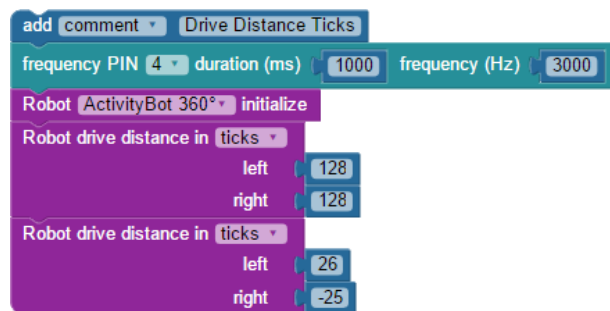 add comment Drive Distance Ticks
frequency PIN 4 duration (ms) 1000 frequency (Hz) 3000
Robot ActivityBot 360° initialize
Robot drive distance in ticks
left 128
right 128
Robot drive distance in ticks
left 26
right -25